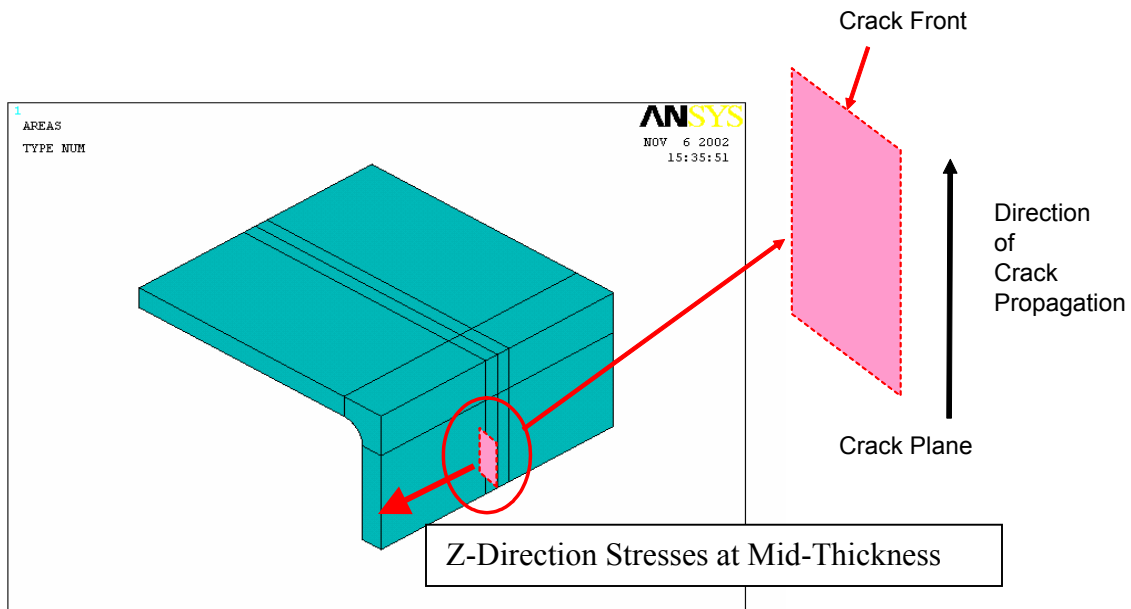 Crack Front
1
AREAS
TYPE NUM
ANSYS
NOV 6 2002
15:35:51
Direction
of
Crack
Propagation
Crack Plane
Z-Direction Stresses at Mid-Thickness